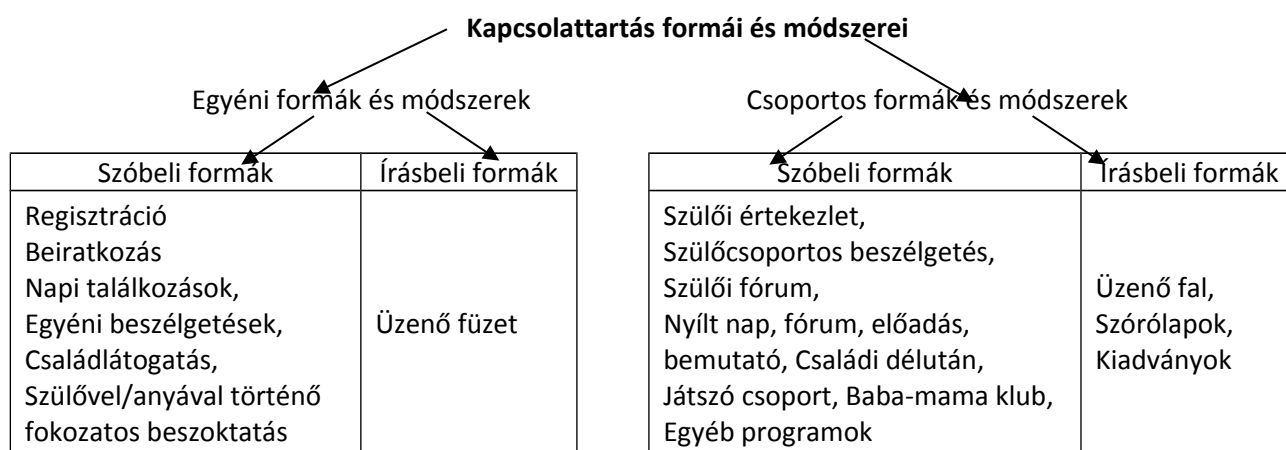 Kapcsolattartás formái és módszerei
Egyéni formák és módszerek
Csoportos formák és módszerek
Szóbeli formák
Írásbeli formák
Regisztráció
Beiratkozás
Napi találkozások,
Egyéni beszélgetések,
Családlátogatás,
Szülővel/anyával történő
fokozatos beszoktatás
Üzenő füzet
Szóbeli formák
Írásbeli formák
Szülői értekezlet,
Szülőcsoportos beszélgetés,
Szülői fórum,
Nyílt nap, fórum, előadás,
bemutató, Családi délután,
Játszó csoport, Baba-mama klub,
Egyéb programok
Üzenő fal,
Szórólapok,
Kiadványok